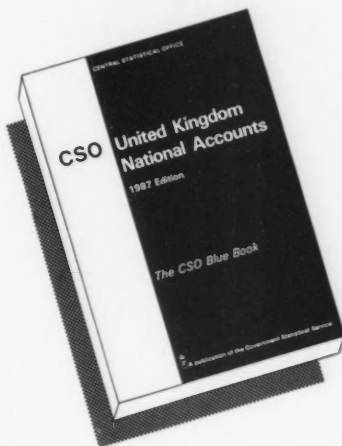 CENTRAL STATISTICAL OFFICE
CSO United Kingdom
National Accounts
1987 Edition
The CSO Blue Book
A publication of the Government Statistical Service